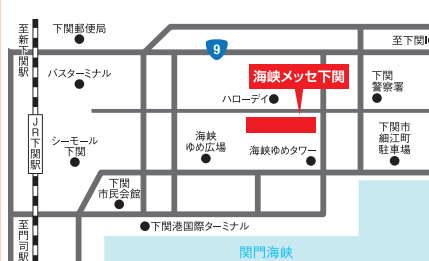 至新下関駅
下関郵便局
9
至下関IC
バスターミナル
海峡メッセ下関
ハローデイ
下関
警察署
JR下関駅
シーモール
下関
海峡
ゆめ広場
海峡ゆめタワー
下関市
細江町
駐車場
下関
市民会館
至門司駅
下関港国際ターミナル
関門海峡